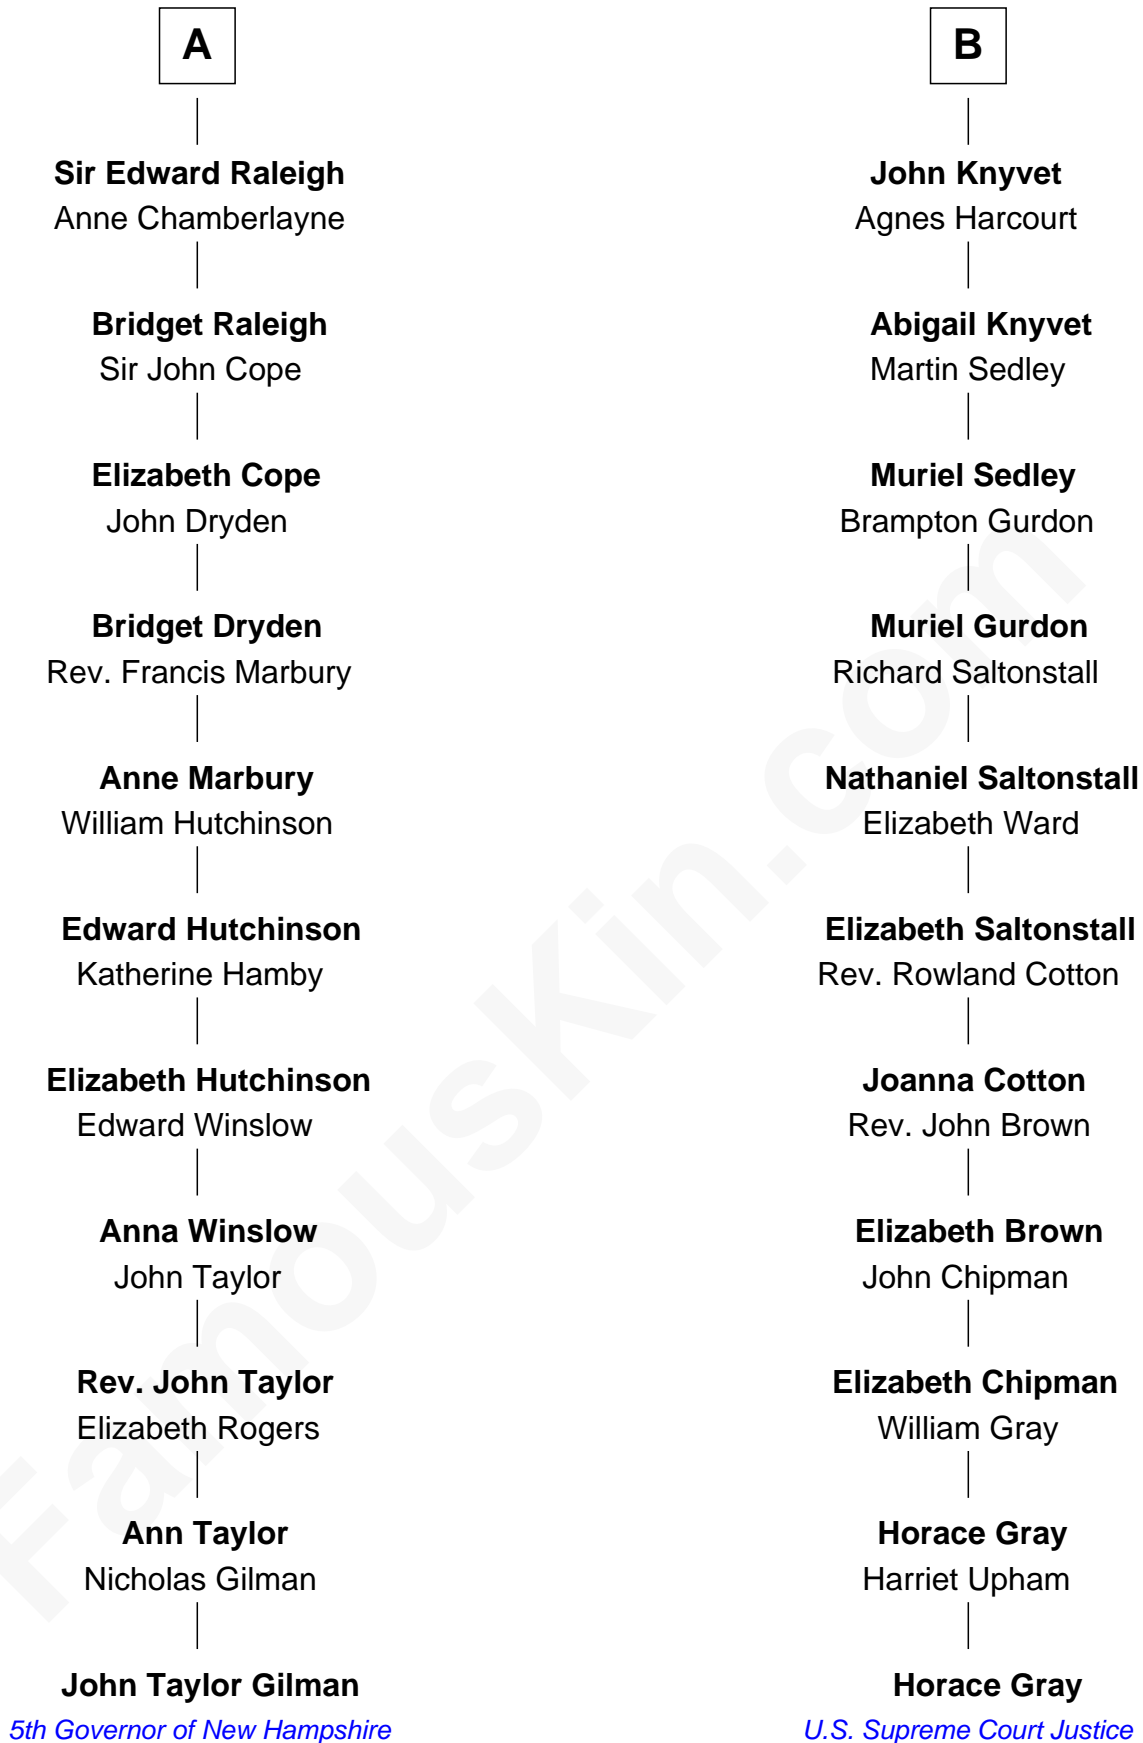 A
Sir Edward Raleigh
Anne Chamberlayne
Bridget Raleigh
Sir John Cope
Elizabeth Cope
John Dryden
Bridget Dryden
Rev. Francis Marbury
Anne Marbury
William Hutchinson
Edward Hutchinson
Katherine Hamby
Elizabeth Hutchinson
Edward Winslow
Anna Winslow
John Taylor
Rev. John Taylor
Elizabeth Rogers
Ann Taylor
Nicholas Gilman
John Taylor Gilman
5th Governor of New Hampshire
B
John Knyvet
Agnes Harcourt
Abigail Knyvet
Martin Sedley
Muriel Sedley
Brampton Gurdon
Muriel Gurdon
Richard Saltonstall
Nathaniel Saltonstall
Elizabeth Ward
Elizabeth Saltonstall
Rev. Rowland Cotton
Joanna Cotton
Rev. John Brown
Elizabeth Brown
John Chipman
Elizabeth Chipman
William Gray
Horace Gray
Harriet Upham
Horace Gray
U.S. Supreme Court Justice
FamousKin.com